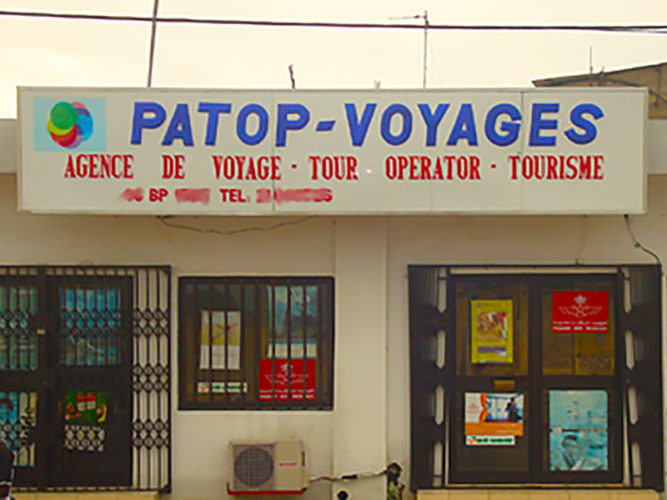 PATOP-VOYAGES
AGENCE DE VOYAGE - TOUR - OPERATOR - TOURISME
BP TEL: